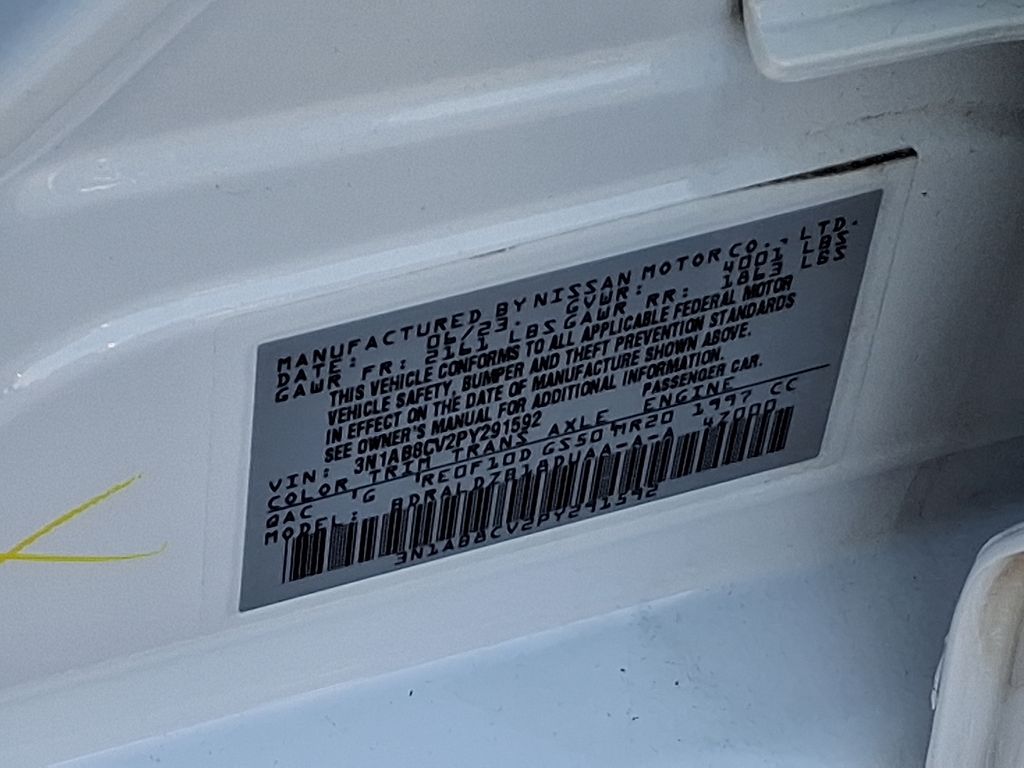 MANUFACTURED BY NISSAN MOTOR CO., LTD.
DATE: 06/23. GVWR: 4001 LBS
GAWR FR: 2161 LBS GAWR RR: 1863 LBS
THIS VEHICLE CONFORMS TO ALL APPLICABLE FEDERAL MOTOR
VEHICLE SAFETY, BUMPER AND THEFT PREVENTION STANDARDS
IN EFFECT ON THE DATE OF MANUFACTURE SHOWN ABOVE.
SEE OWNER'S MANUAL FOR ADDITIONAL INFORMATION.
VIN: 3N1AB8CV2PY291592 PASSENGER CAR.
COLOR TRIM TRANS AXLE ENGINE
QAC G RE0F10D GS50 MR20 1997 CC
MODEL: BDRALDZB18DUAA-A-A 47000
3N1AB8CV2PY291592